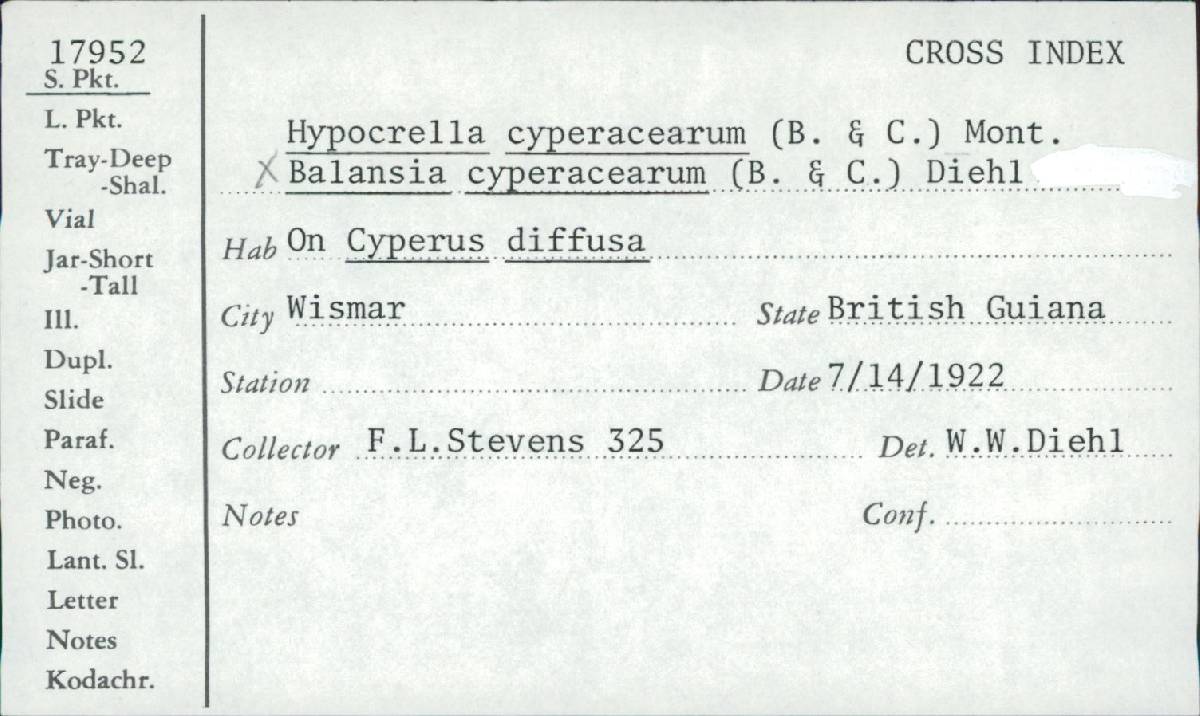 17952
S. Pkt.
L. Pkt.
Tray-Deep
-Shal.
Vial
Jar-Short
-Tall
Ill.
Dupl.
Slide
Paraf.
Neg.
Photo.
Lant. Sl.
Letter
Notes
Kodachr.
CROSS INDEX
Hypocrella cyperacearum (B. & C.) Mont.
X Balansia cyperacearum (B. & C.) Diehl
Hab On Cyperus diffusa
City Wismar State British Guiana
Station Date 7/14/1922
Collector F.L.Stevens 325 Det. W.W.Diehl
Notes Conf.